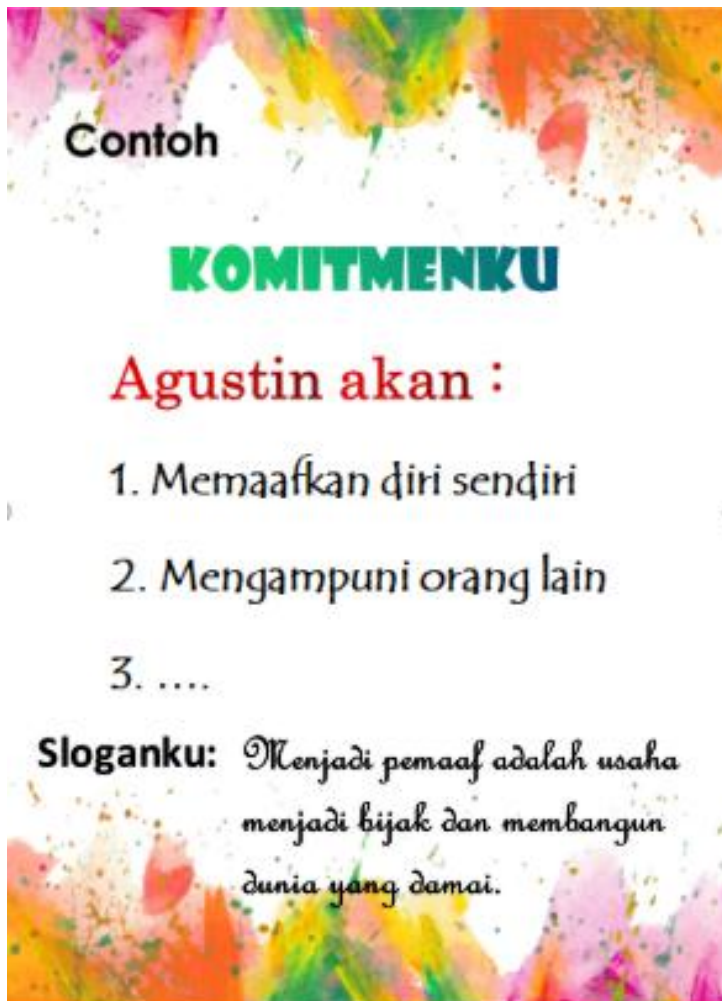 Contoh
KOMITMENKU
Agustin akan :
1. Memaafkan diri sendiri
2. Mengampuni orang lain
3. ....
Sloganku: Menjadi pemaaf adalah usaha
menjadi bijak dan membangun
dunia yang damai.